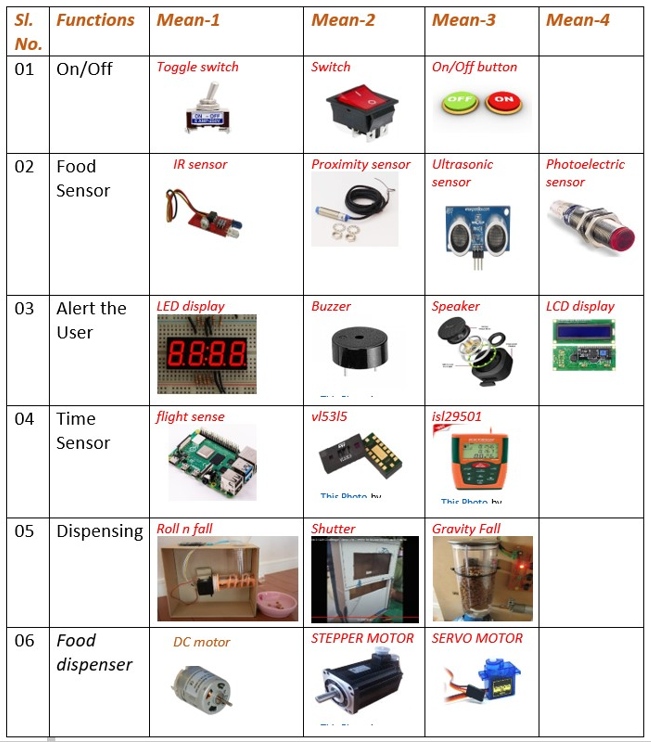 Sl. No.
Functions
Mean-1
Mean-2
Mean-3
Mean-4
01
On/Off
Toggle switch
ON - OFF
Switch
On/Off button
OFF
ON
02
Food
Sensor
IR sensor
Proximity sensor
Ultrasonic
sensor
Photoelectric
sensor
03
Alert the
User
LED display
88:88
Buzzer
Speaker
LCD display
04
Time
Sensor
flight sense
vl53l5
This Photo by
isl29501
This Photo by
05
Dispensing
Roll n fall
Shutter
Gravity Fall
06
Food
dispenser
DC motor
STEPPER MOTOR
SERVO MOTOR